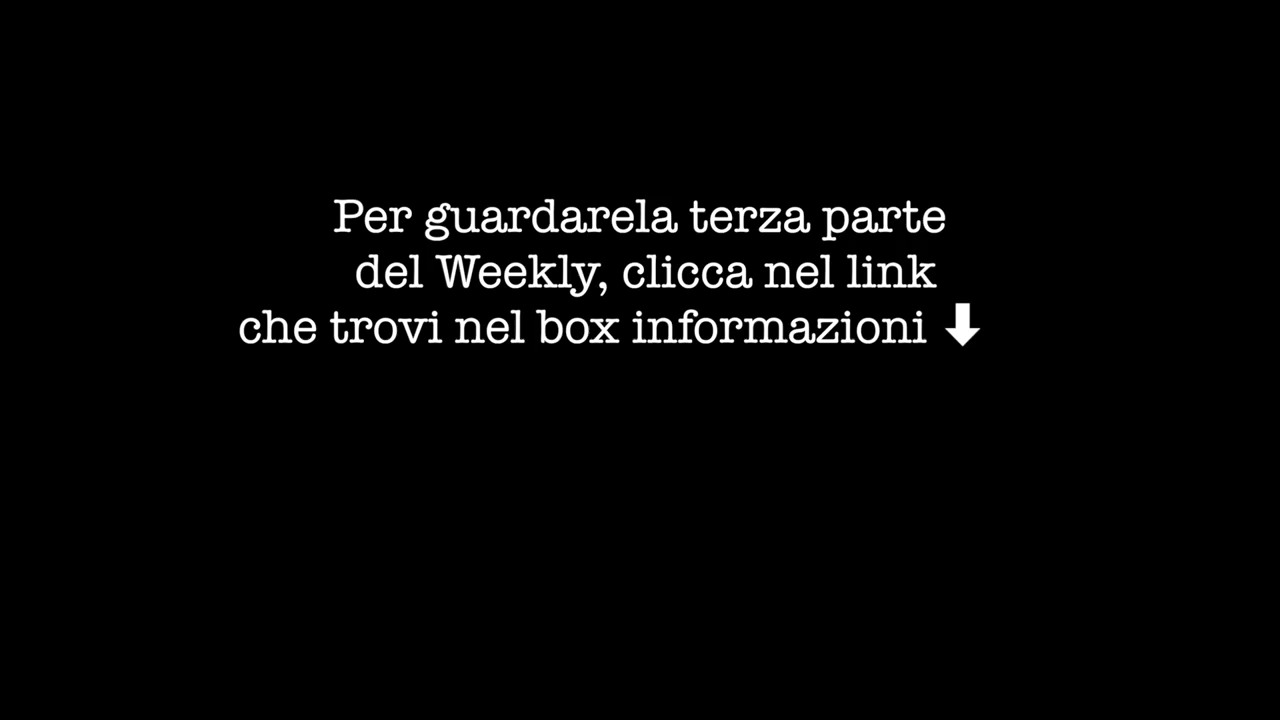 Per guardarela terza parte
del Weekly, clicca nel link
che trovi nel box informazioni ⬇